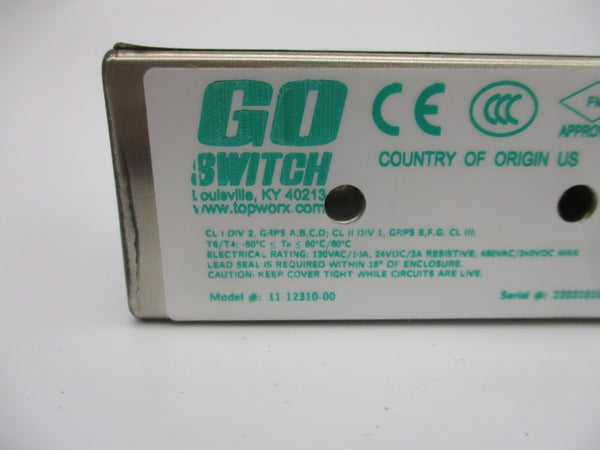 GO
SWITCH
Louisville, KY 40213
www.topworx.com
CE
CCC
FM
APPROV
COUNTRY OF ORIGIN US
CL I DIV 2, GRPS A,B,C,D; CL II DIV 1, GRPS E,F,G; CL III;
T6/T4; -50°C ≤ Ta ≤ 60°C/80°C
ELECTRICAL RATING: 120VAC/10A, 24VDC/3A RESISTIVE; 480VAC/240VDC MAX
LEAD SEAL IS REQUIRED WITHIN 18" OF ENCLOSURE.
CAUTION: KEEP COVER TIGHT WHILE CIRCUITS ARE LIVE
Model #: 11-12310-00
Serial #: